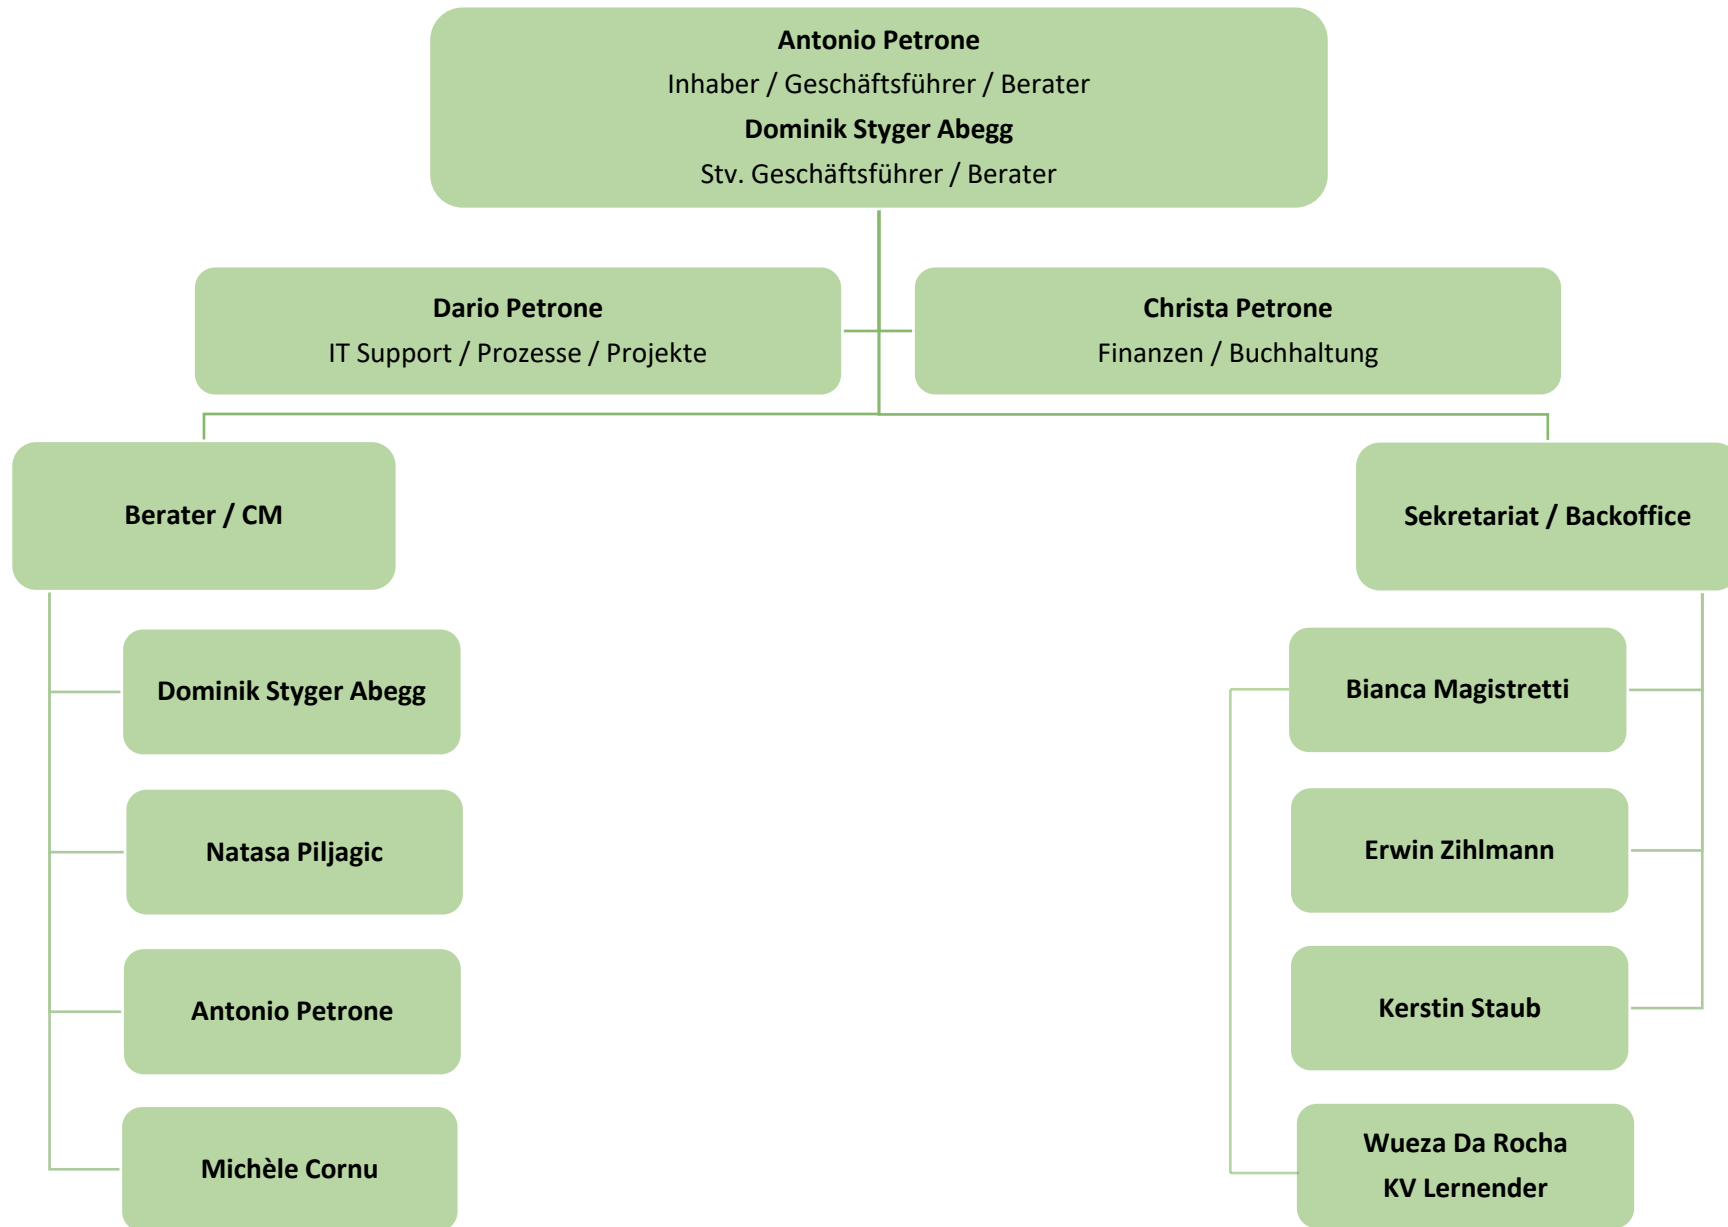 Antonio Petrone
Inhaber / Geschäftsführer / Berater
Dominik Styger Abegg
Stv. Geschäftsführer / Berater
Dario Petrone
IT Support / Prozesse / Projekte
Christa Petrone
Finanzen / Buchhaltung
Berater / CM
Sekretariat / Backoffice
Dominik Styger Abegg
Natasa Piljagic
Antonio Petrone
Michèle Cornu
Bianca Magistretti
Erwin Zihlmann
Kerstin Staub
Wueza Da Rocha
KV Lernender